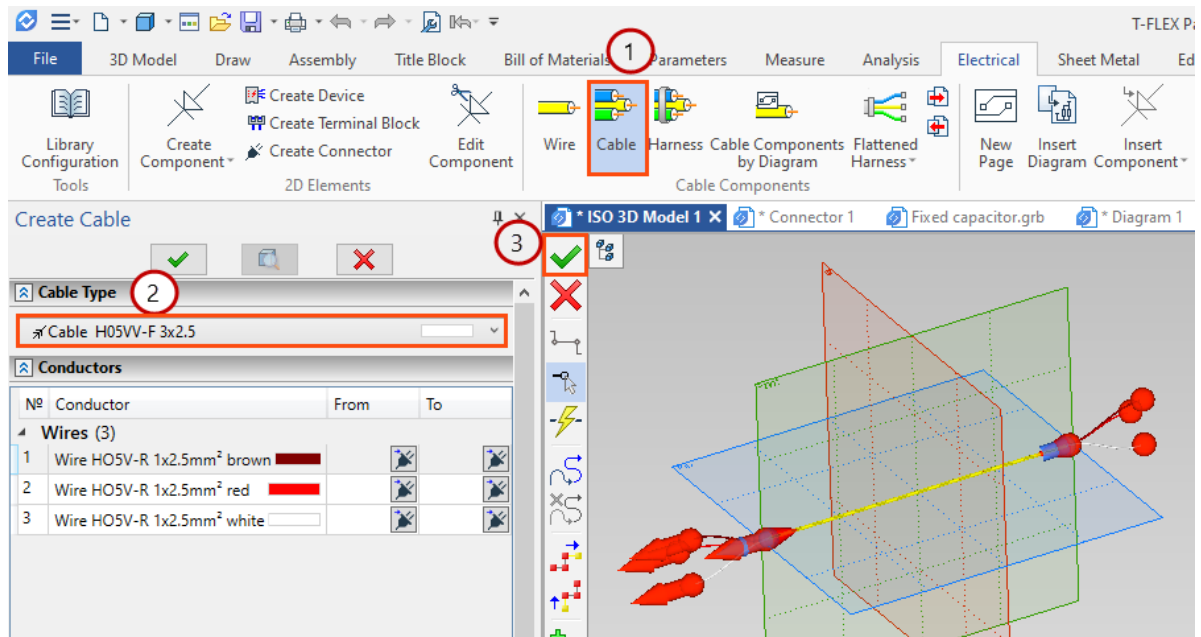 T-FLEX Pa
File 3D Model Draw Assembly Title Block Bill of Materials Parameters Measure Analysis Electrical Sheet Metal Ed
1
Library Configuration
Create Component
Create Device
Create Terminal Block
Create Connector
Edit Component
Wire
Cable
Harness
Cable Components by Diagram
Flattened Harness
New Page
Insert Diagram
Insert Component
Tools 2D Elements Cable Components
Create Cable
* ISO 3D Model 1 * Connector 1 Fixed capacitor.grb * Diagram 1
3
Cable Type
2
Cable H05VV-F 3x2.5
Conductors
Nº Conductor From To
Wires (3)
1 Wire HO5V-R 1x2.5mm² brown
2 Wire HO5V-R 1x2.5mm² red
3 Wire HO5V-R 1x2.5mm² white